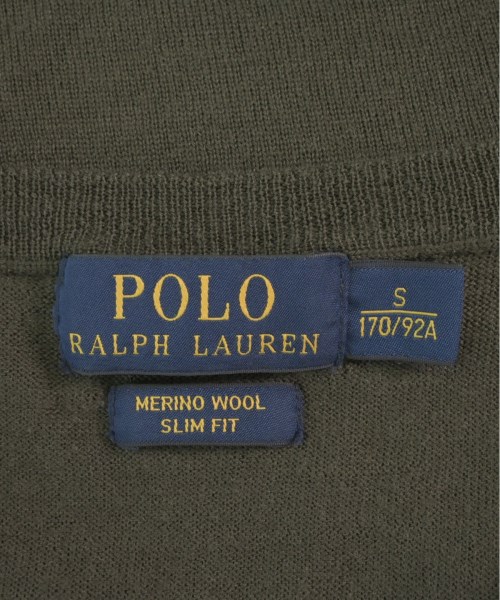 POLO
RALPH LAUREN
S
170/92A
MERINO WOOL
SLIM FIT